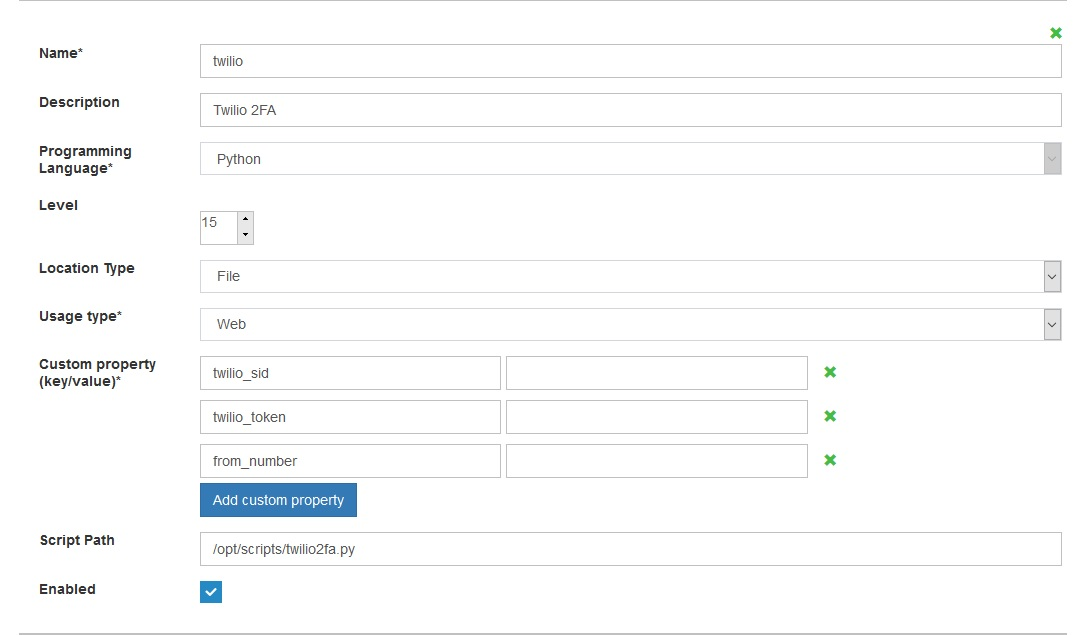 Name*
twilio
Description
Twilio 2FA
Programming
Language*
Python
Level
15
Location Type
File
Usage type*
Web
Custom property
(key/value)*
twilio_sid
twilio_token
from_number
Add custom property
Script Path
/opt/scripts/twilio2fa.py
Enabled